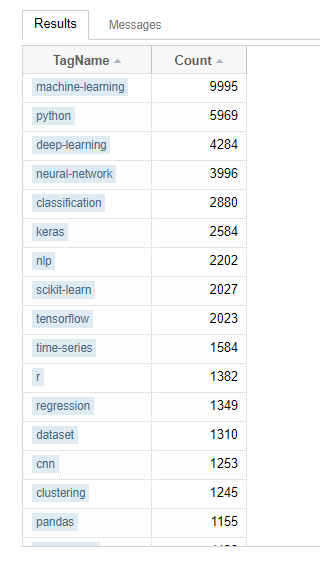 Results Messages
TagName Count
machine-learning 9995
python 5969
deep-learning 4284
neural-network 3996
classification 2880
keras 2584
nlp 2202
scikit-learn 2027
tensorflow 2023
time-series 1584
r 1382
regression 1349
dataset 1310
cnn 1253
clustering 1245
pandas 1155